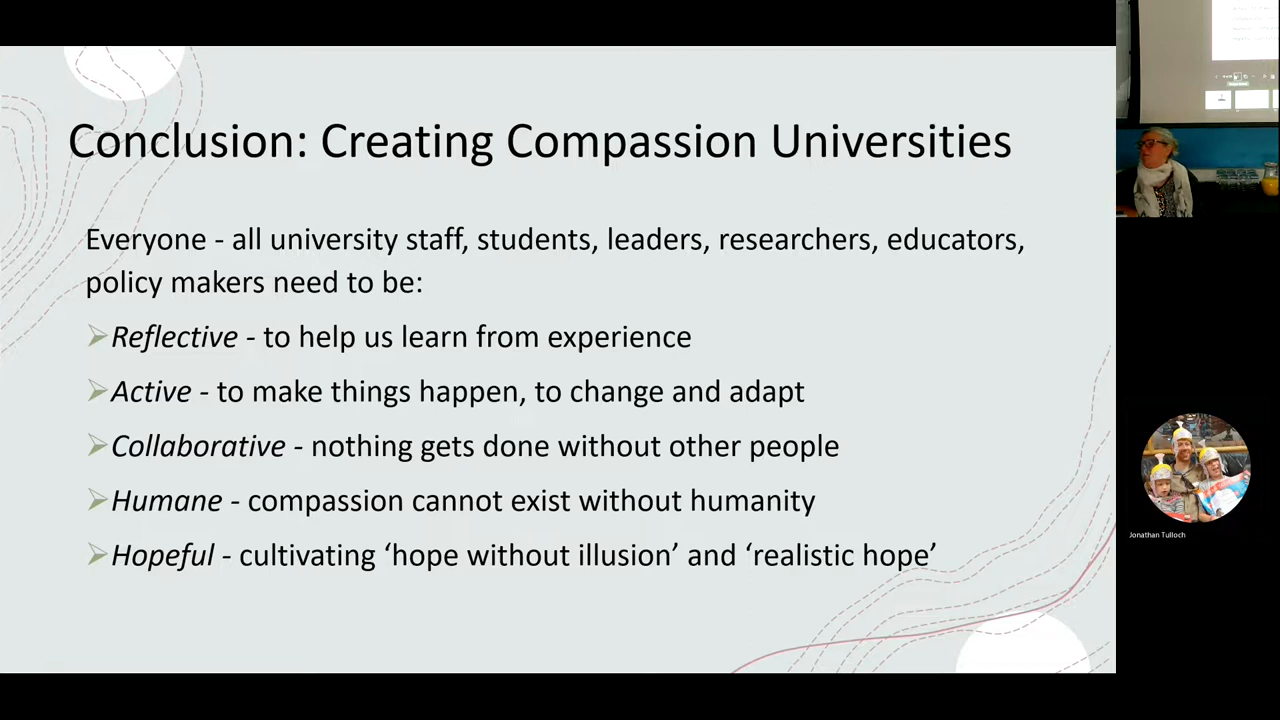 Conclusion: Creating Compassion Universities
Everyone - all university staff, students, leaders, researchers, educators,
policy makers need to be:
Reflective - to help us learn from experience
Active - to make things happen, to change and adapt
Collaborative - nothing gets done without other people
Humane - compassion cannot exist without humanity
Hopeful - cultivating ‘hope without illusion’ and ‘realistic hope’
Jonathan Tulloch